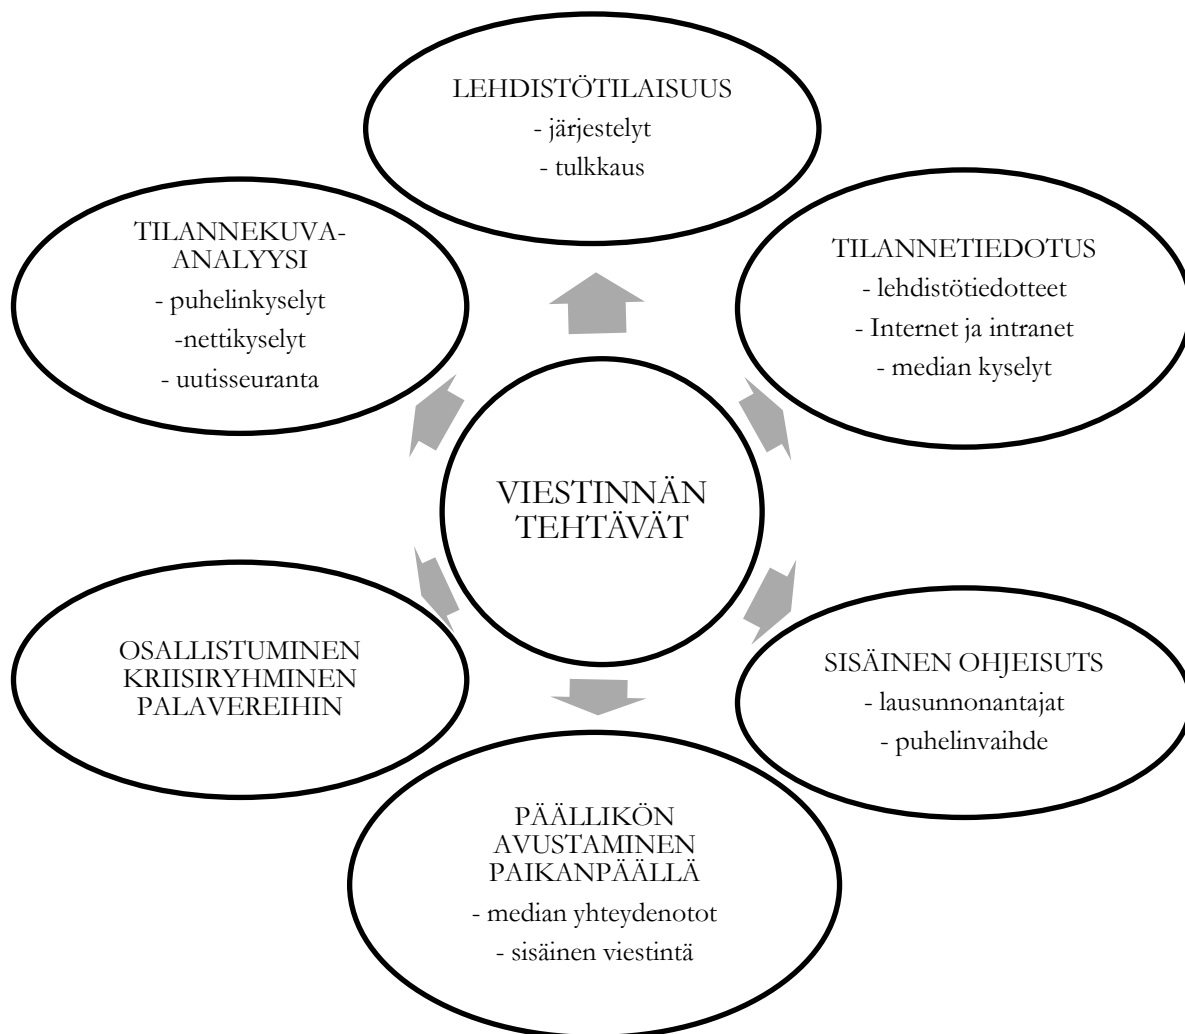 LEHDISTÖTILAISUUS
- järjestelyt
- tulkkaus
TILANNEKUVA-
ANALYYSI
- puhelinkyselyt
-nettikyselyt
- uutisseuranta
TILANNETIEDOTUS
- lehdistötiedotteet
- Internet ja intranet
- median kyselyt
VIESTINNÄN
TEHTÄVÄT
OSALLISTUMINEN
KRIISIRYHMINEN
PALAVEREIHIN
SISÄINEN OHJEISUTS
- lausunnonantajat
- puhelinvaihde
PÄÄLLIKÖN
AVUSTAMINEN
PAIKANPÄÄLLÄ
- median yhteydenotot
- sisäinen viestintä